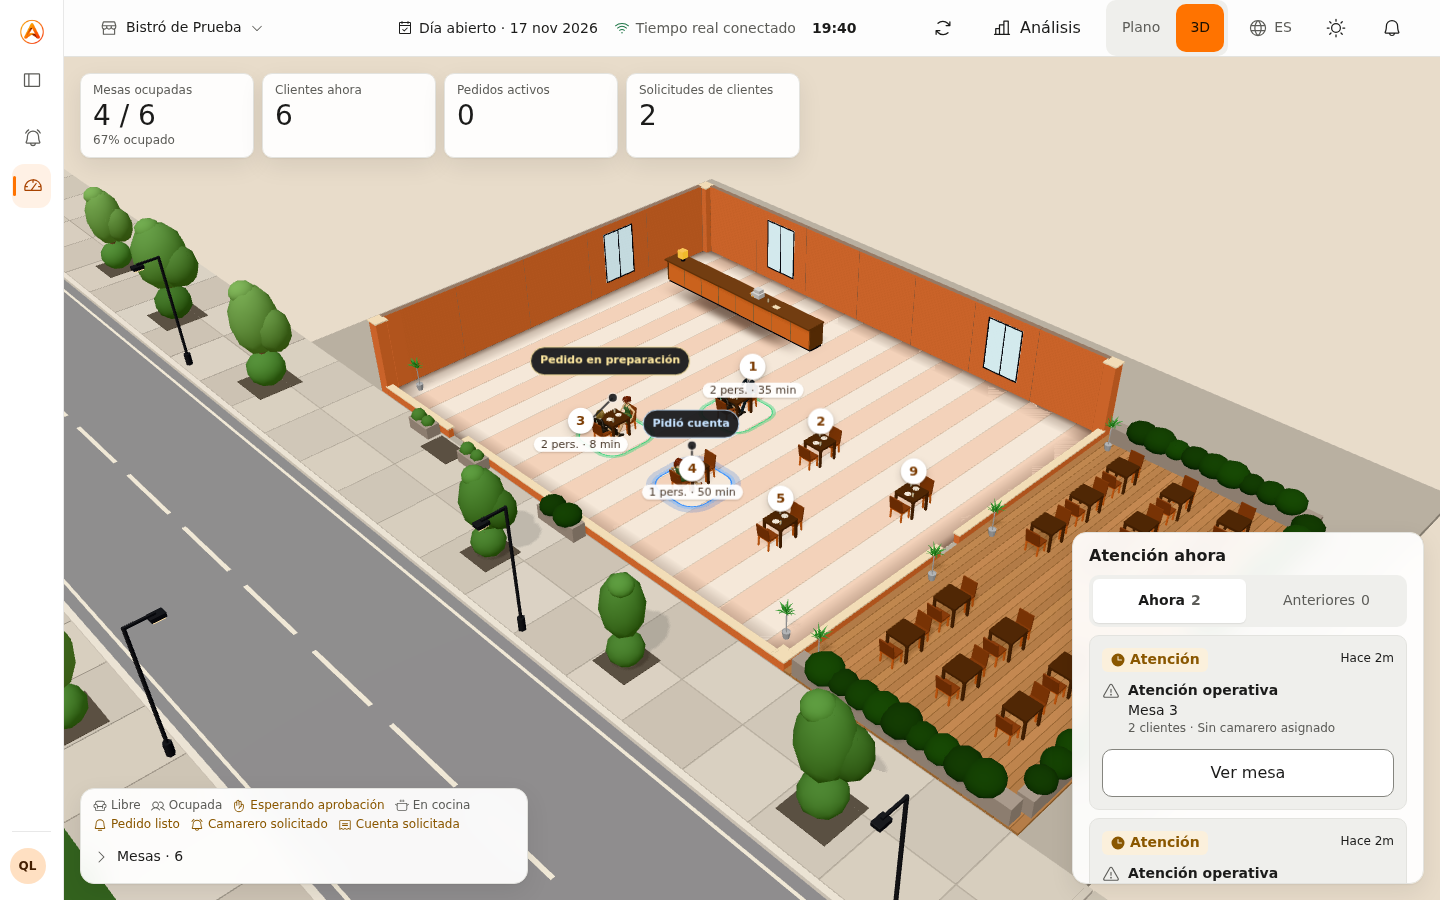 Bistró de Prueba
Día abierto · 17 nov 2026
Tiempo real conectado
19:40
Análisis
Plano
3D
ES
Mesas ocupadas
4 / 6
67% ocupado
Clientes ahora
6
Pedidos activos
0
Solicitudes de clientes
2
Pedido en preparación
1
2 pers. · 35 min
3
2 pers. · 8 min
Pidió cuenta
2
4
1 pers. · 50 min
9
5
Atención ahora
Ahora 2
Anteriores 0
Atención
Hace 2m
Atención operativa
Mesa 3
2 clientes · Sin camarero asignado
Ver mesa
Atención
Hace 2m
Atención operativa
Libre
Ocupada
Esperando aprobación
En cocina
Pedido listo
Camarero solicitado
Cuenta solicitada
Mesas · 6
QL